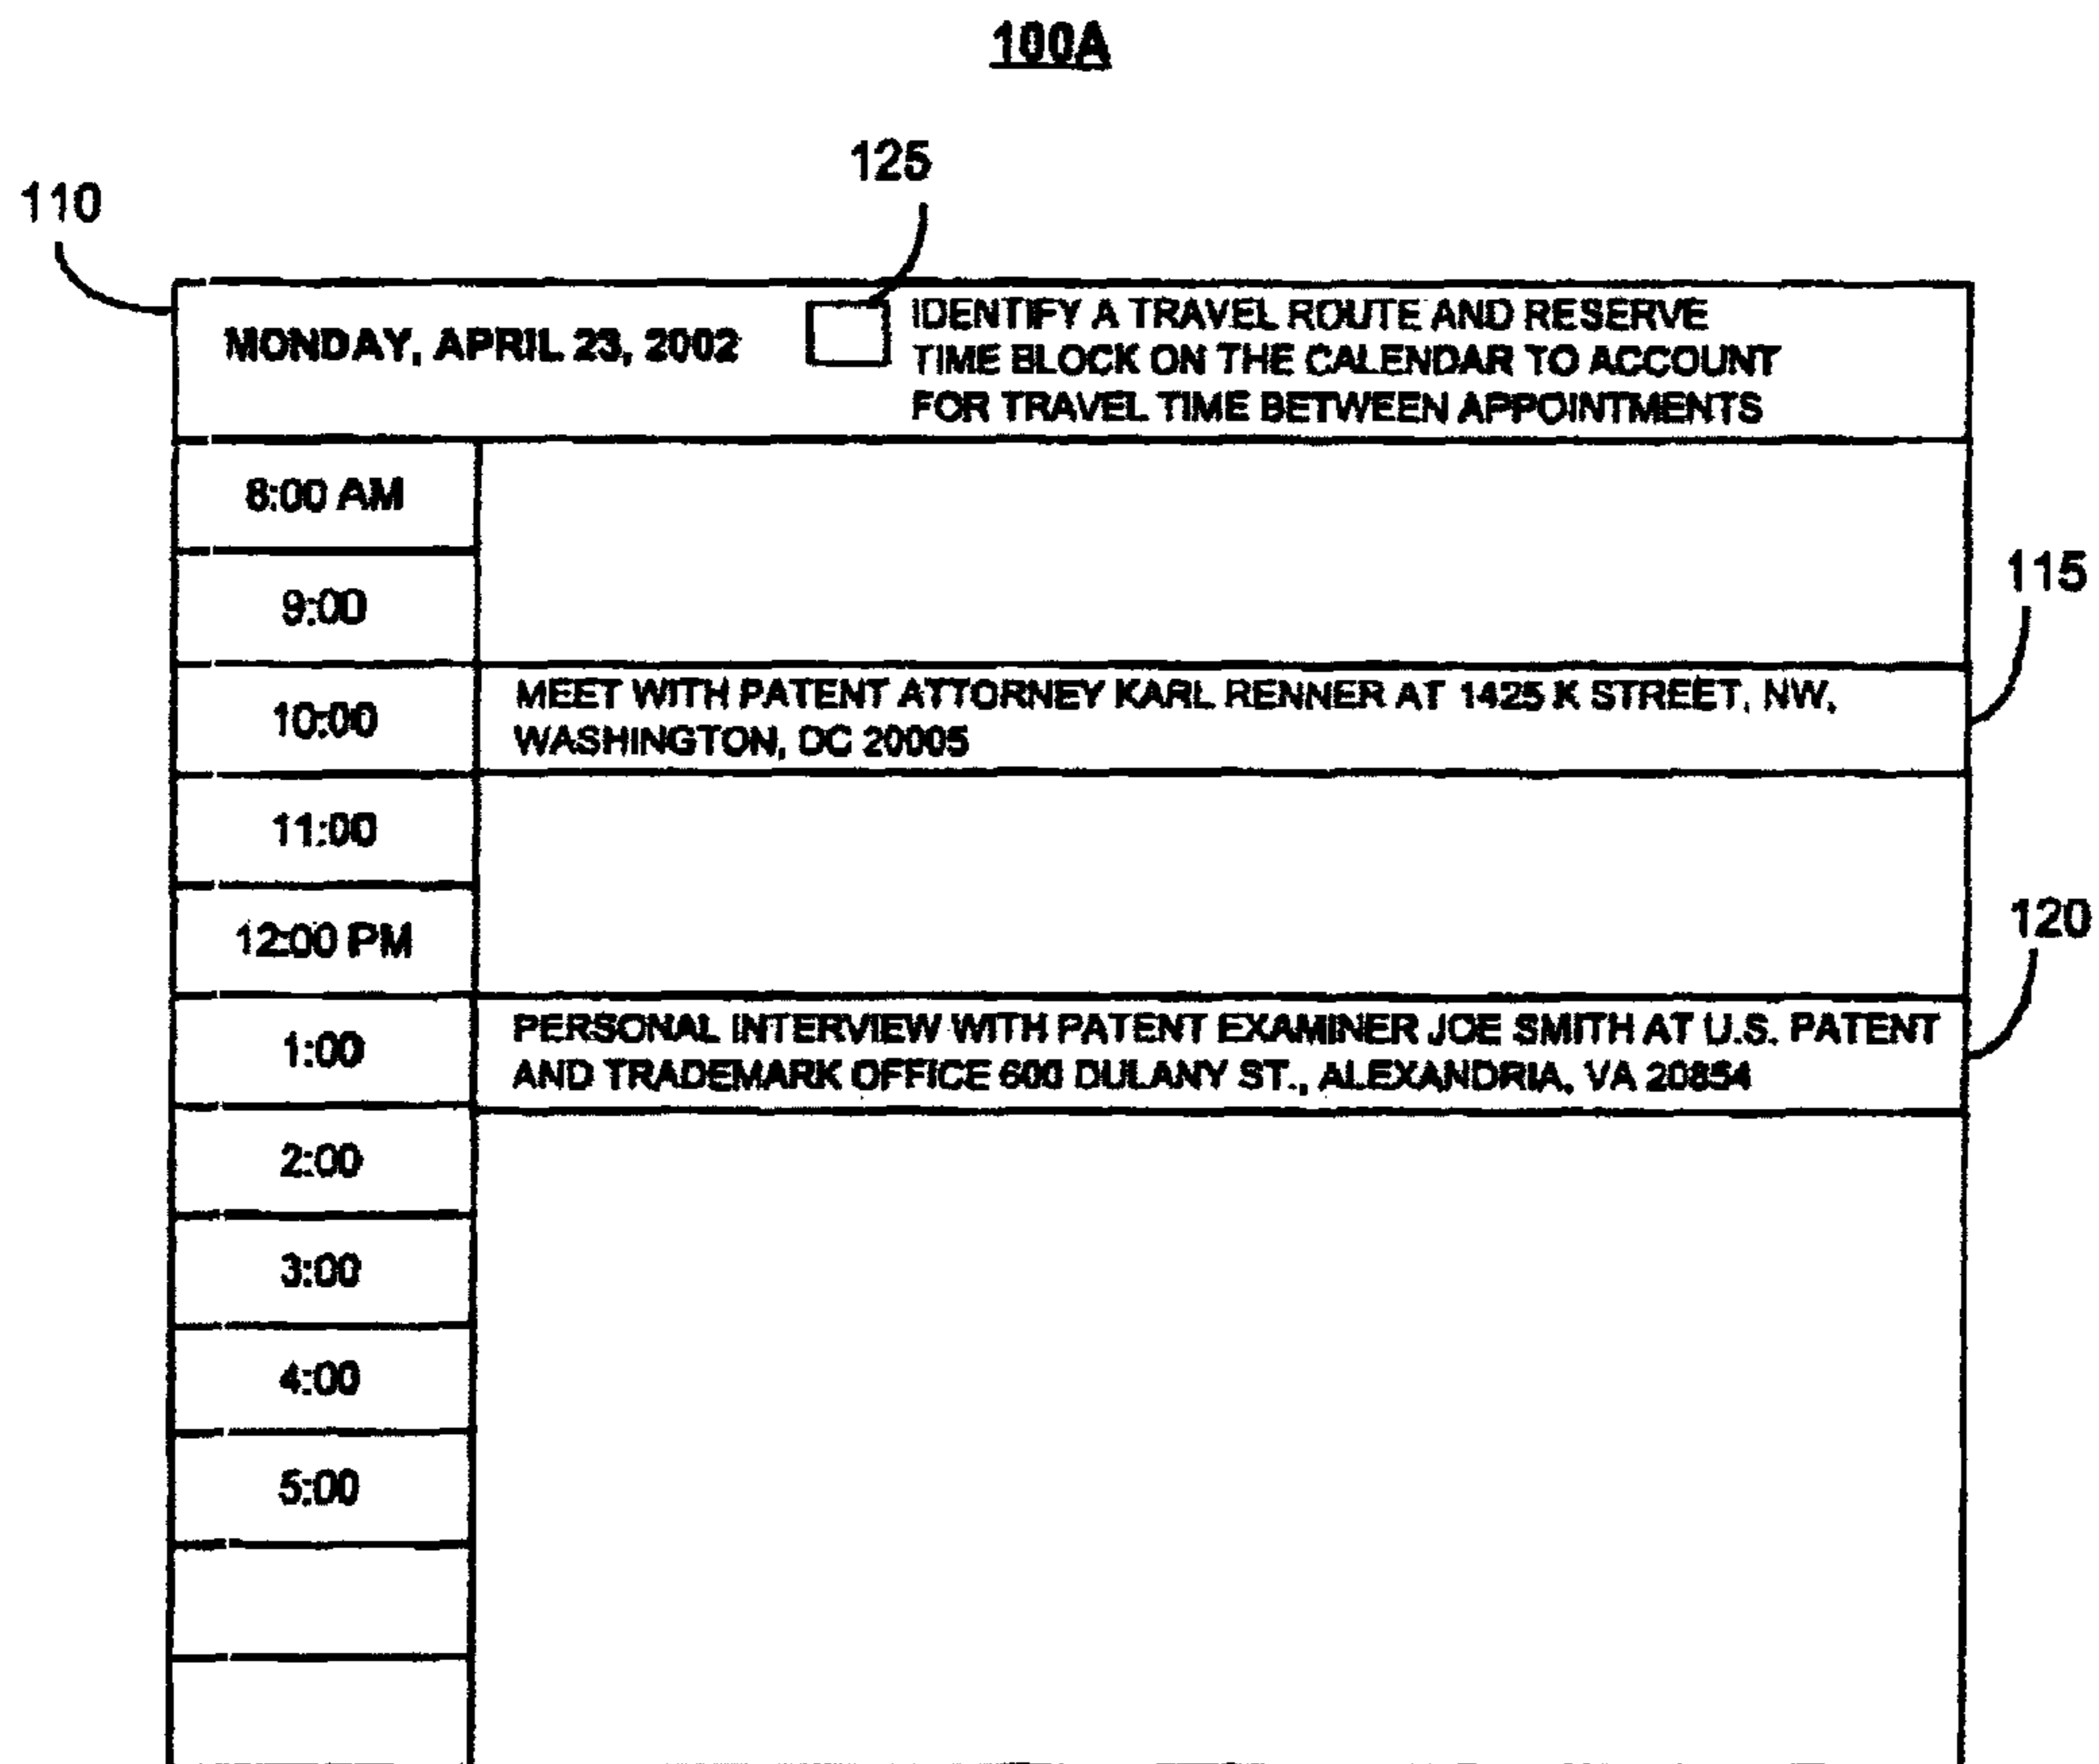 100A
125
110
MONDAY, APRIL 23, 2002
IDENTIFY A TRAVEL ROUTE AND RESERVE
TIME BLOCK ON THE CALENDAR TO ACCOUNT
FOR TRAVEL TIME BETWEEN APPOINTMENTS
8:00 AM
9:00
115
10:00
MEET WITH PATENT ATTORNEY KARL RENNER AT 1425 K STREET, NW,
WASHINGTON, DC 20005
11:00
12:00 PM
120
1:00
PERSONAL INTERVIEW WITH PATENT EXAMINER JOE SMITH AT U.S. PATENT
AND TRADEMARK OFFICE 600 DULANY ST., ALEXANDRIA, VA 20854
2:00
3:00
4:00
5:00